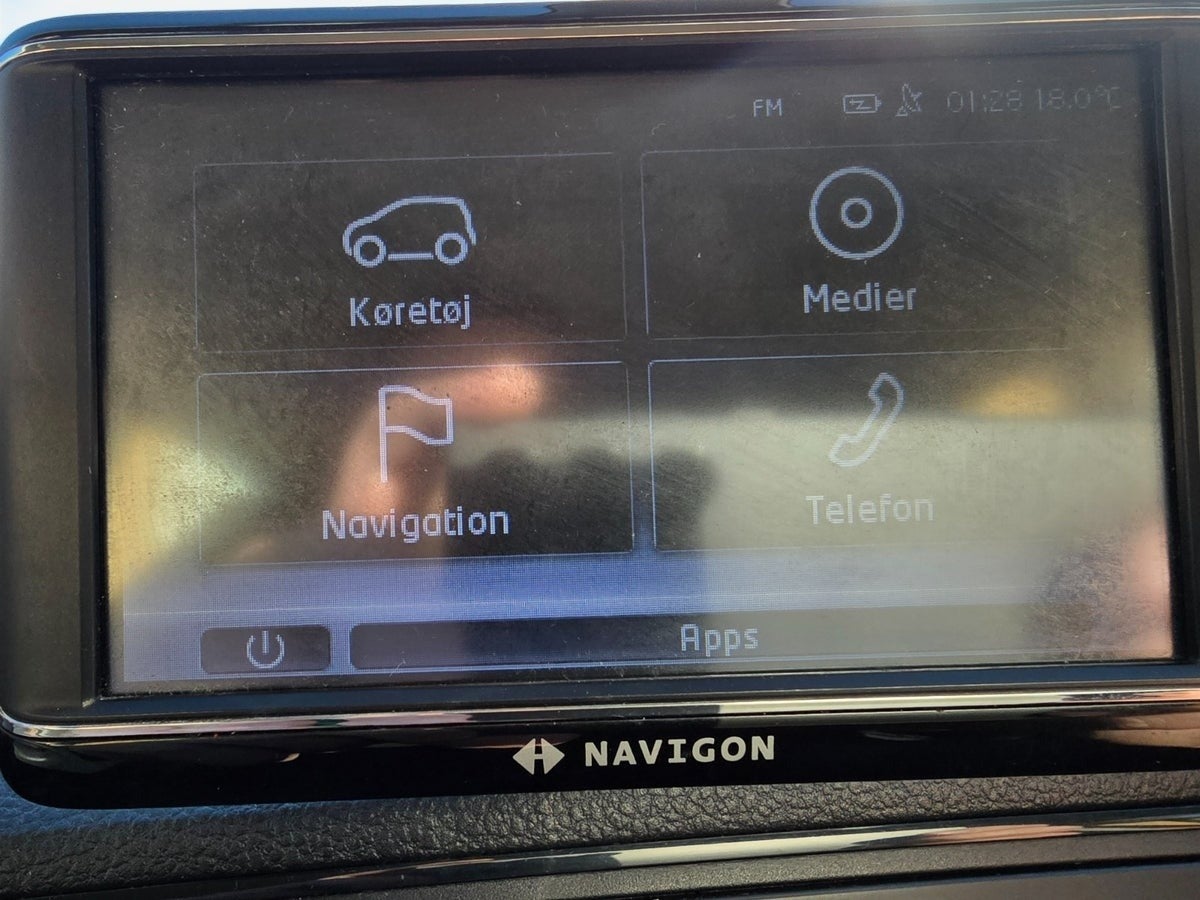 FM 01:28 18.0°C
Køretøj
Medier
Navigation
Telefon
Apps
NAVIGON